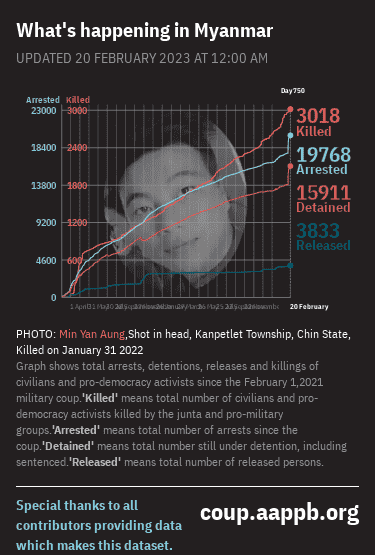 What's happening in Myanmar
UPDATED 20 FEBRUARY 2023 AT 12:00 AM
Day750
Arrested Killed
23000 3000
3018
Killed
18400 2400
19768
Arrested
13800 1800
15911
Detained
9200 1200
3833
Released
4600 600
0
20 February
PHOTO: Min Yan Aung,Shot in head, Kanpetlet Township, Chin State,
Killed on January 31 2022
Graph shows total arrests, detentions, releases and killings of
civilians and pro-democracy activists since the February 1,2021
military coup.'Killed' means total number of civilians and pro-
democracy activists killed by the junta and pro-military
groups.'Arrested' means total number of arrests since the
coup.'Detained' means total number still under detention, including
sentenced.'Released' means total number of released persons.
Special thanks to all
contributors providing data
which makes this dataset.
coup.aappb.org